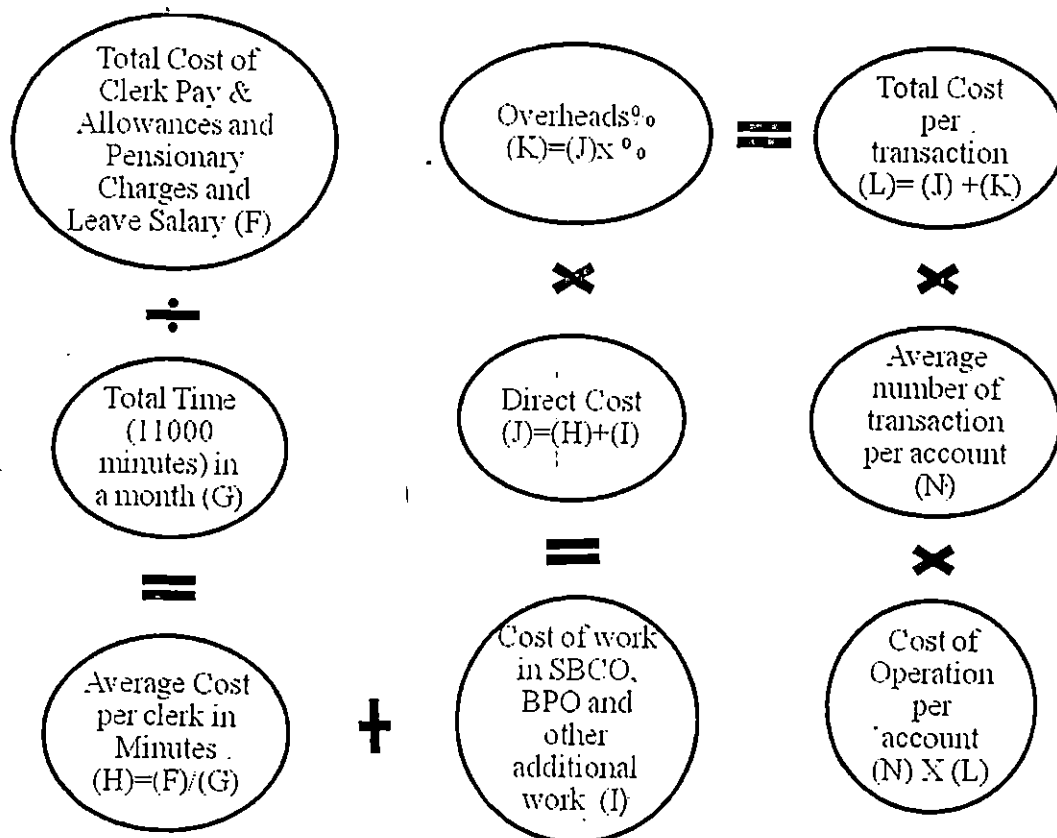 Total Cost of
Clerk Pay &
Allowances and
Pensionary
Charges and
Leave Salary (F)
÷
Total Time
(11000
minutes) in
a month (G)
=
Average Cost
per clerk in
Minutes
(H)=(F)/(G)
+
Cost of work
in SBCO,
BPO and
other
additional
work (I)
=
Direct Cost
(J)=(H)+(I)
×
Overheads%
(K)=(J)x %
=
Total Cost
per
transaction
(L)= (J) +(K)
×
Average
number of
transaction
per account
(N)
×
Cost of
Operation
per
account
(N) X (L)